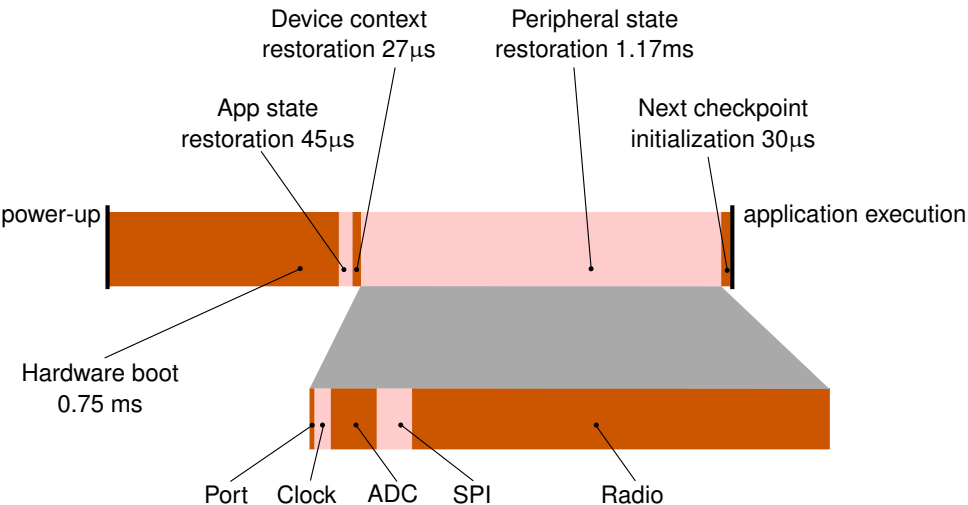 Device context
restoration 27μs
Peripheral state
restoration 1.17ms
App state
restoration 45μs
Next checkpoint
initialization 30μs
power-up
application execution
Hardware boot
0.75 ms
Port
Clock
ADC
SPI
Radio